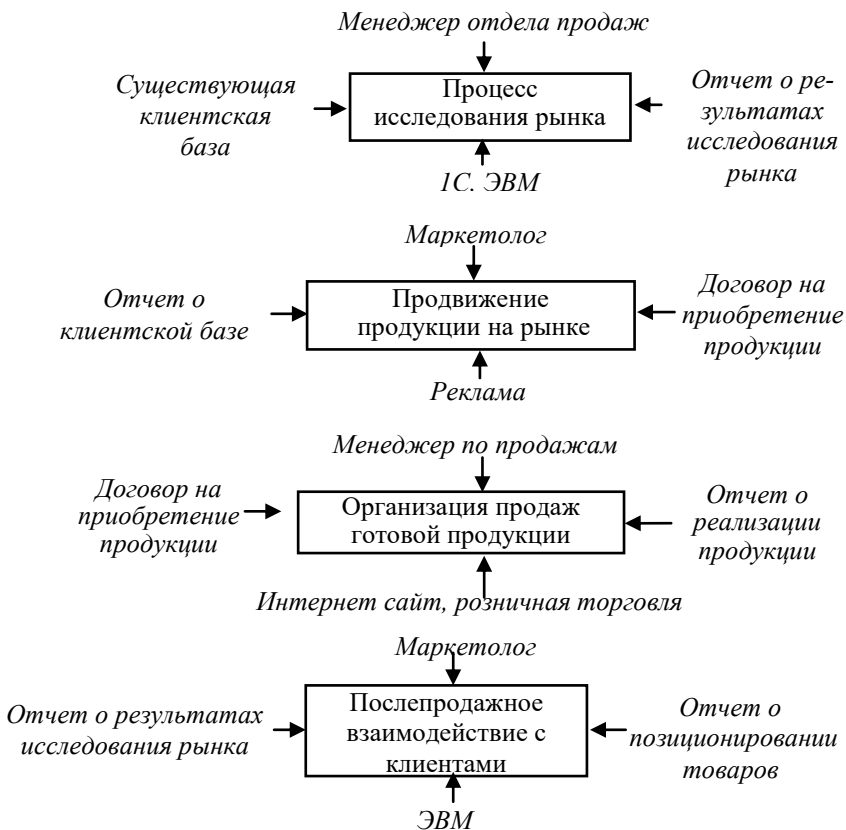 Менеджер отдела продаж
Существующая
клиентская
база
Процесс
исследования рынка
Отчет о ре-
зультатах
исследования
рынка
1С. ЭВМ
Маркетолог
Отчет о
клиентской базе
Продвижение
продукции на рынке
Договор на
приобретение
продукции
Реклама
Менеджер по продажам
Договор на
приобретение
продукции
Организация продаж
готовой продукции
Отчет о
реализации
продукции
Интернет сайт, розничная торговля
Маркетолог
Отчет о результатах
исследования рынка
Послепродажное
взаимодействие с
клиентами
Отчет о
позиционировании
товаров
ЭВМ